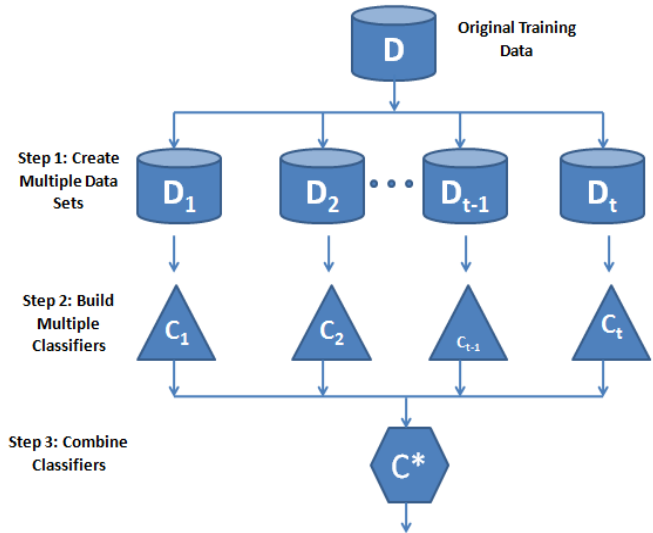 D
Original Training
Data
Step 1: Create
Multiple Data
Sets
D1 D2 Dt-1 Dt
Step 2: Build
Multiple
Classifiers
C1 C2 Ct-1 Ct
Step 3: Combine
Classifiers
C*